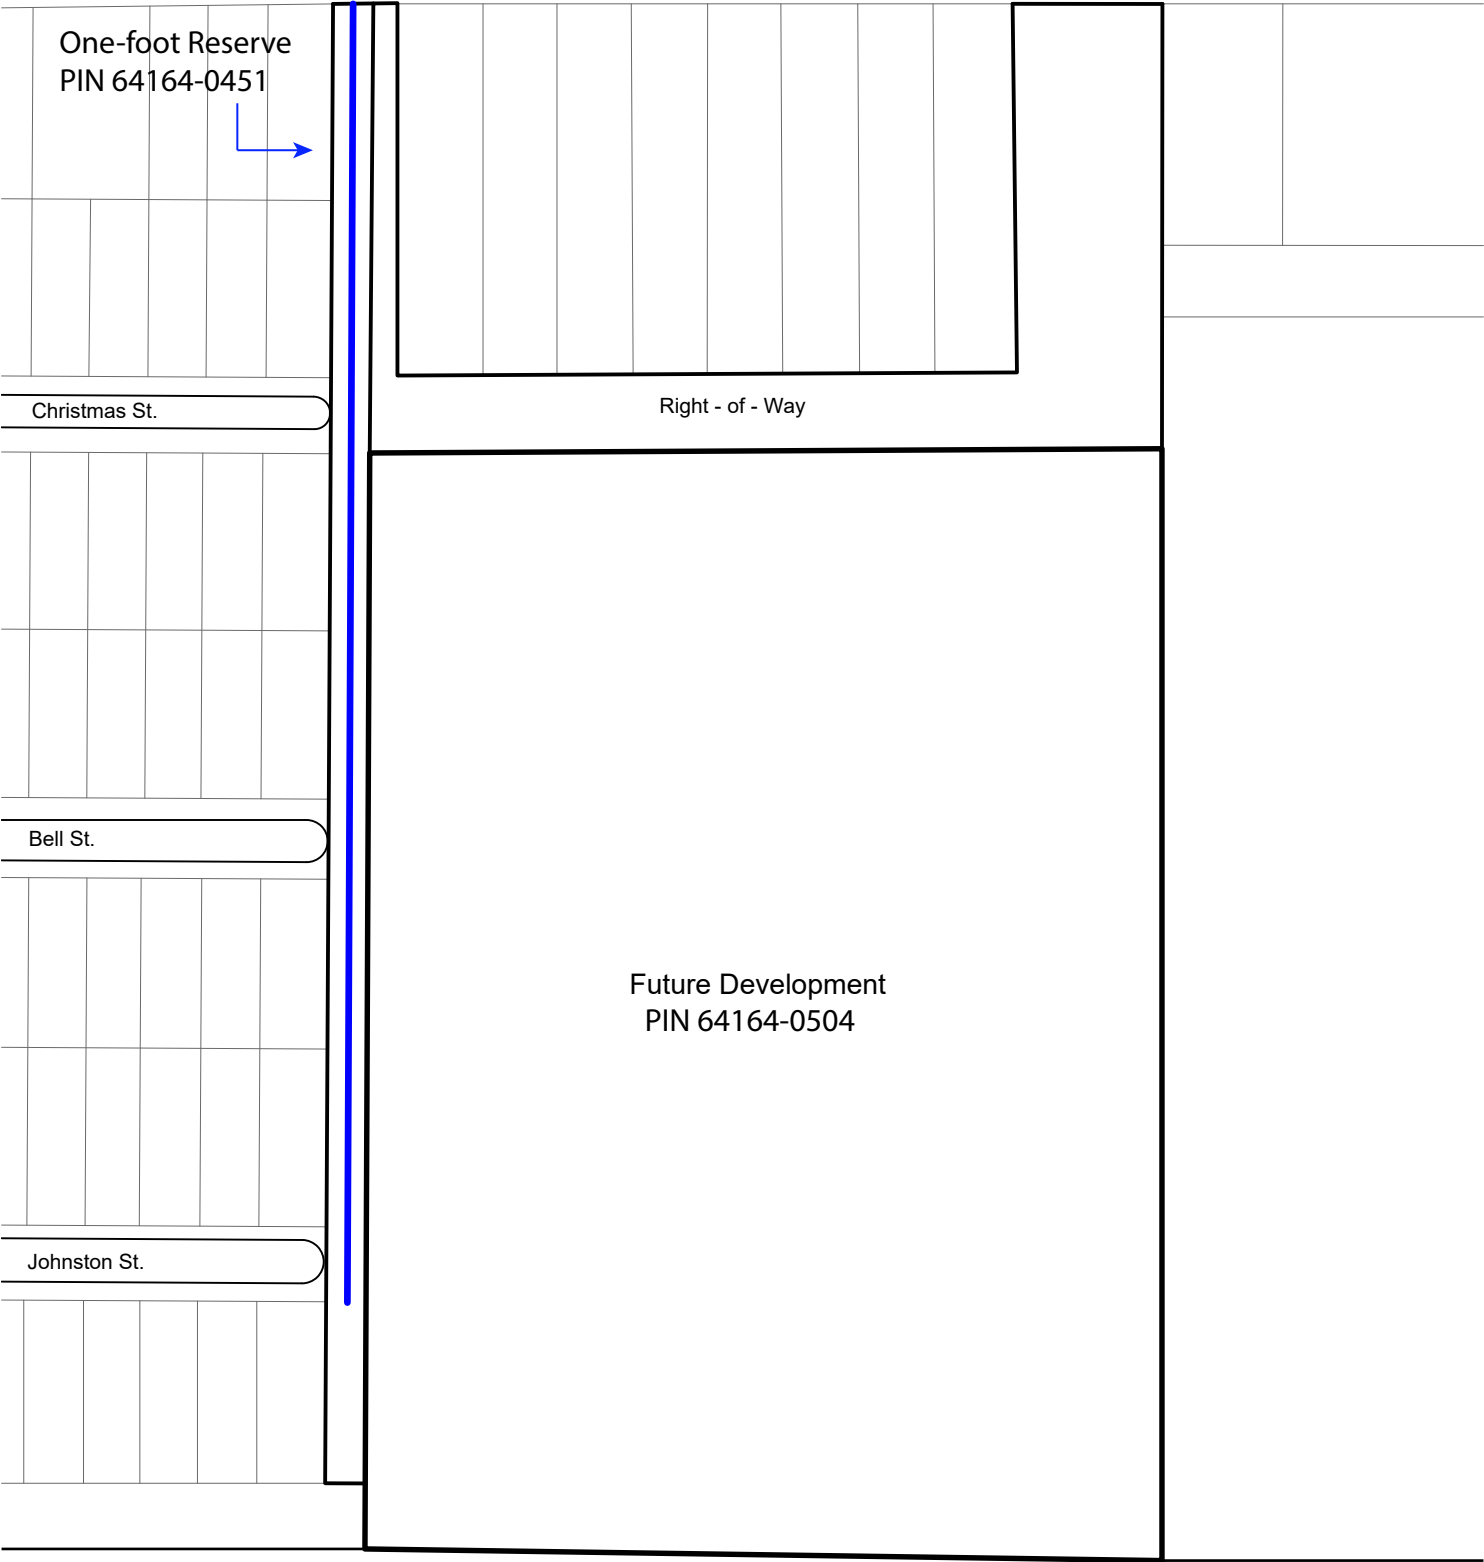 One-foot Reserve
PIN 64164-0451
Christmas St.
Right - of - Way
Bell St.
Future Development
PIN 64164-0504
Johnston St.